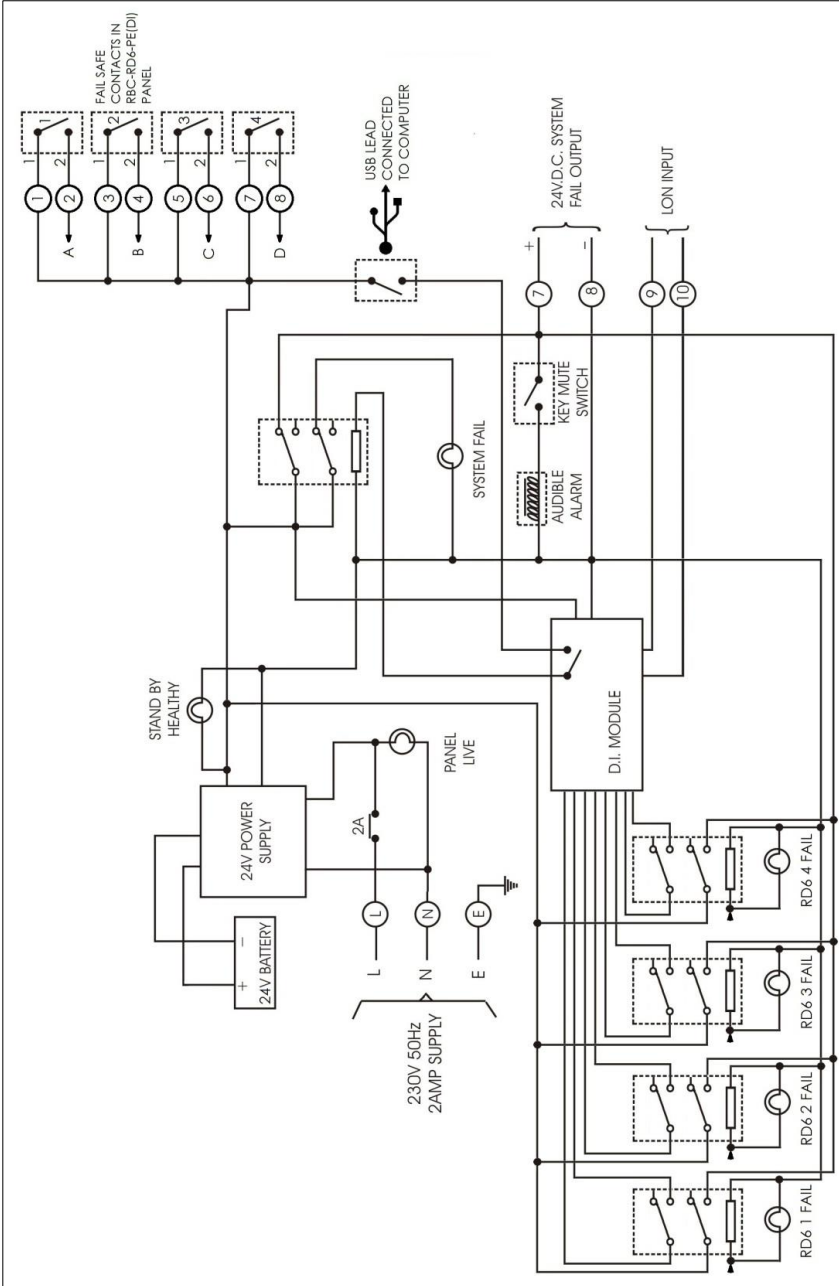 FAIL SAFE
CONTACTS IN
RBC-RD6-PE(DI)
PANEL
1
1
1
2
2
3
1
2
2
4
A
B
5
1
3
6
2
7
1
4
8
2
C
D
STAND BY
HEALTHY
USB LEAD
CONNECTED
TO COMPUTER
24V POWER
SUPPLY
+
−
24V BATTERY
2A
PANEL
LIVE
L
L
N
N
E
E
230V 50Hz
2AMP SUPPLY
SYSTEM FAIL
KEY MUTE
SWITCH
AUDIBLE
ALARM
+
7
−
8
24V.D.C. SYSTEM
FAIL OUTPUT
9
10
LON INPUT
D.I. MODULE
RD6 1 FAIL
RD6 2 FAIL
RD6 3 FAIL
RD6 4 FAIL